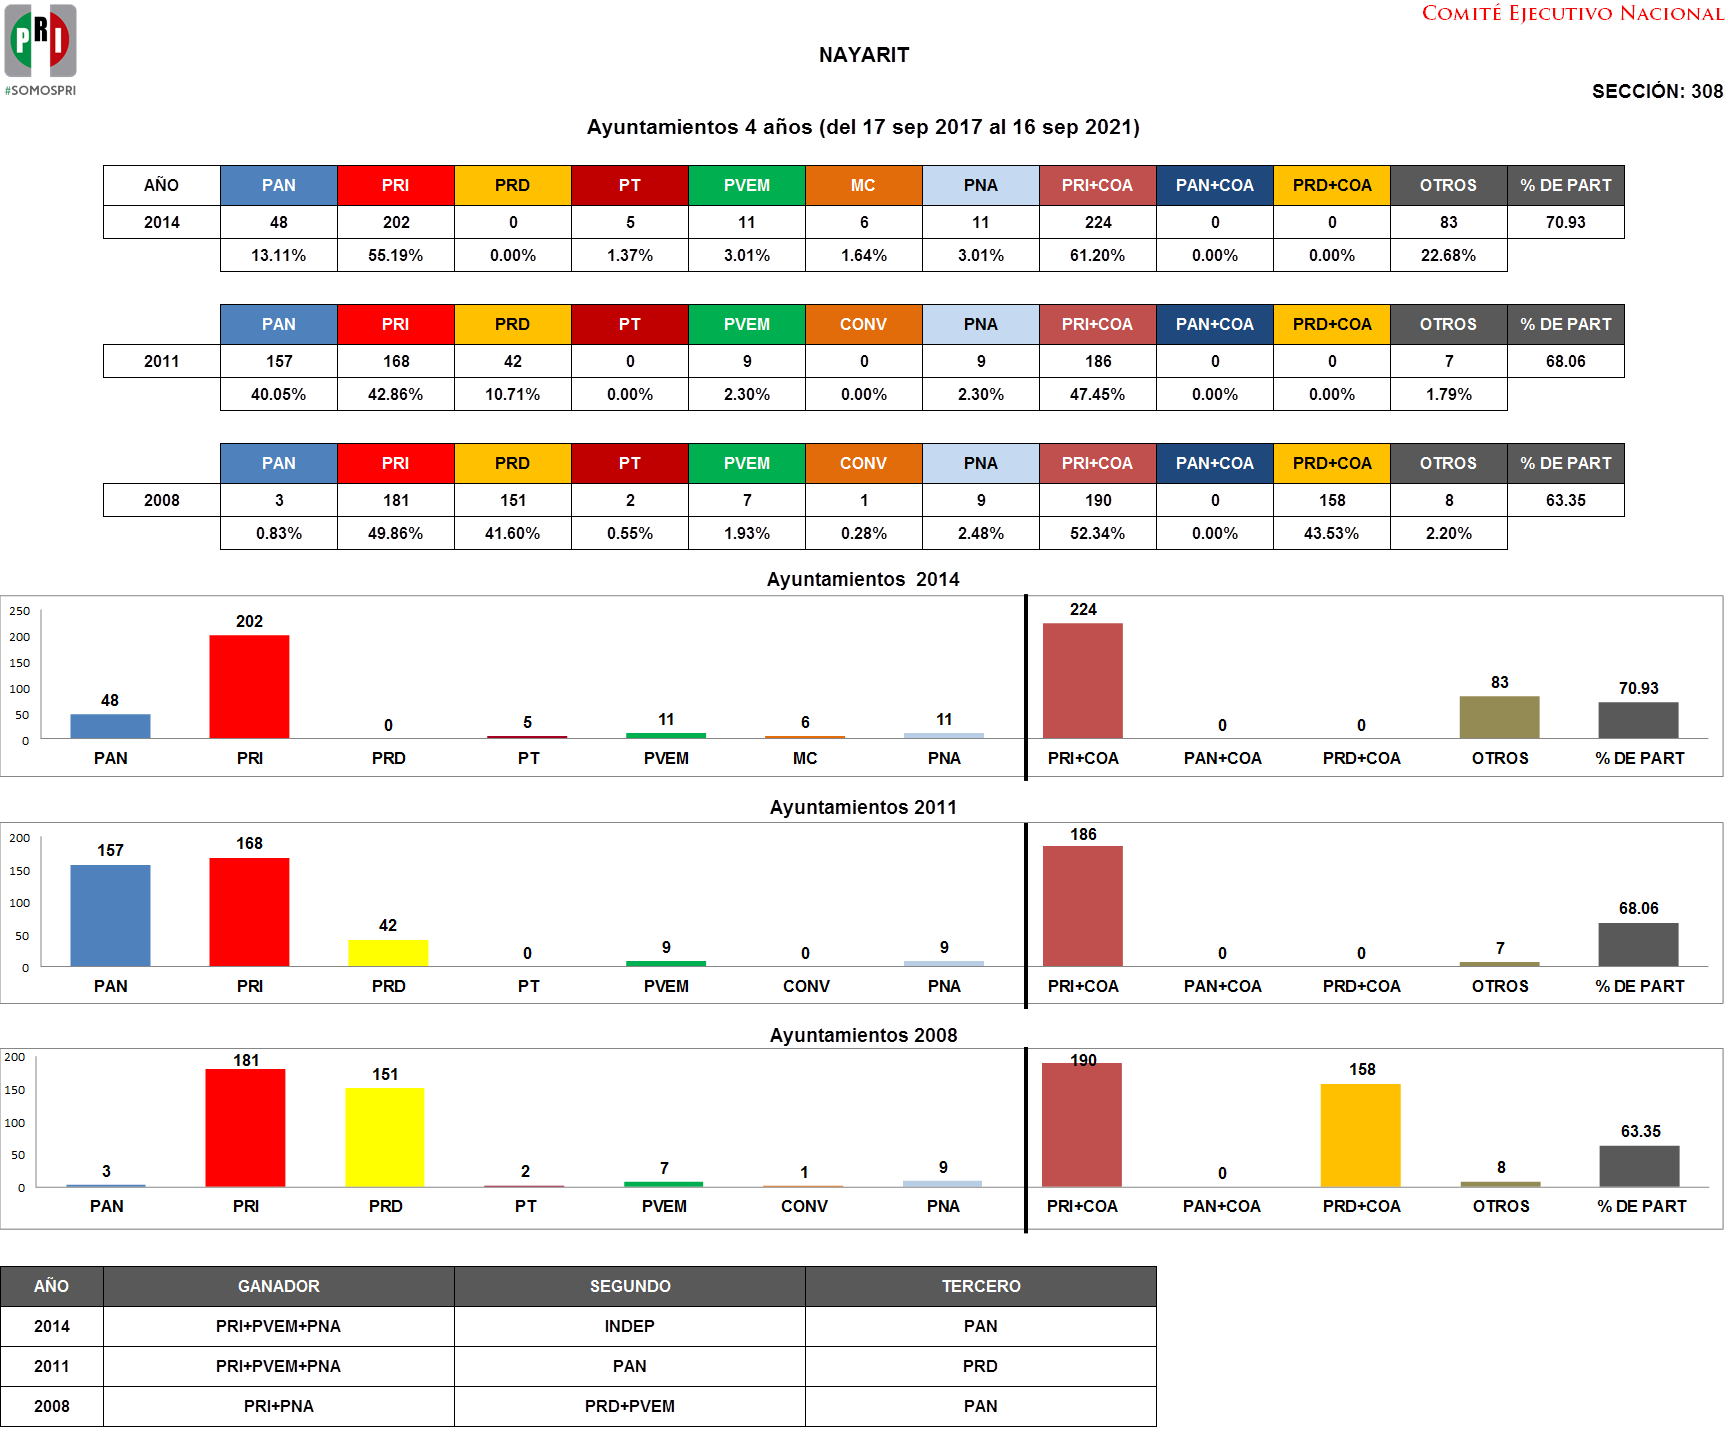 COMITÉ EJECUTIVO NACIONAL
PRI
#SOMOSPRI
NAYARIT
SECCIÓN: 308
Ayuntamientos 4 años (del 17 sep 2017 al 16 sep 2021)
AÑO PAN PRI PRD PT PVEM MC PNA PRI+COA PAN+COA PRD+COA OTROS % DE PART
2014 48 202 0 5 11 6 11 224 0 0 83 70.93
13.11% 55.19% 0.00% 1.37% 3.01% 1.64% 3.01% 61.20% 0.00% 0.00% 22.68%
PAN PRI PRD PT PVEM CONV PNA PRI+COA PAN+COA PRD+COA OTROS % DE PART
2011 157 168 42 0 9 0 9 186 0 0 7 68.06
40.05% 42.86% 10.71% 0.00% 2.30% 0.00% 2.30% 47.45% 0.00% 0.00% 1.79%
PAN PRI PRD PT PVEM CONV PNA PRI+COA PAN+COA PRD+COA OTROS % DE PART
2008 3 181 151 2 7 1 9 190 0 158 8 63.35
0.83% 49.86% 41.60% 0.55% 1.93% 0.28% 2.48% 52.34% 0.00% 43.53% 2.20%
Ayuntamientos 2014
250
200
150
100
50
0
48 202 0 5 11 6 11 224 0 0 83 70.93
PAN PRI PRD PT PVEM MC PNA PRI+COA PAN+COA PRD+COA OTROS % DE PART
Ayuntamientos 2011
200
150
100
50
0
157 168 42 0 9 0 9 186 0 0 7 68.06
PAN PRI PRD PT PVEM CONV PNA PRI+COA PAN+COA PRD+COA OTROS % DE PART
Ayuntamientos 2008
200
150
100
50
0
3 181 151 2 7 1 9 190 0 158 8 63.35
PAN PRI PRD PT PVEM CONV PNA PRI+COA PAN+COA PRD+COA OTROS % DE PART
AÑO GANADOR SEGUNDO TERCERO
2014 PRI+PVEM+PNA INDEP PAN
2011 PRI+PVEM+PNA PAN PRD
2008 PRI+PNA PRD+PVEM PAN